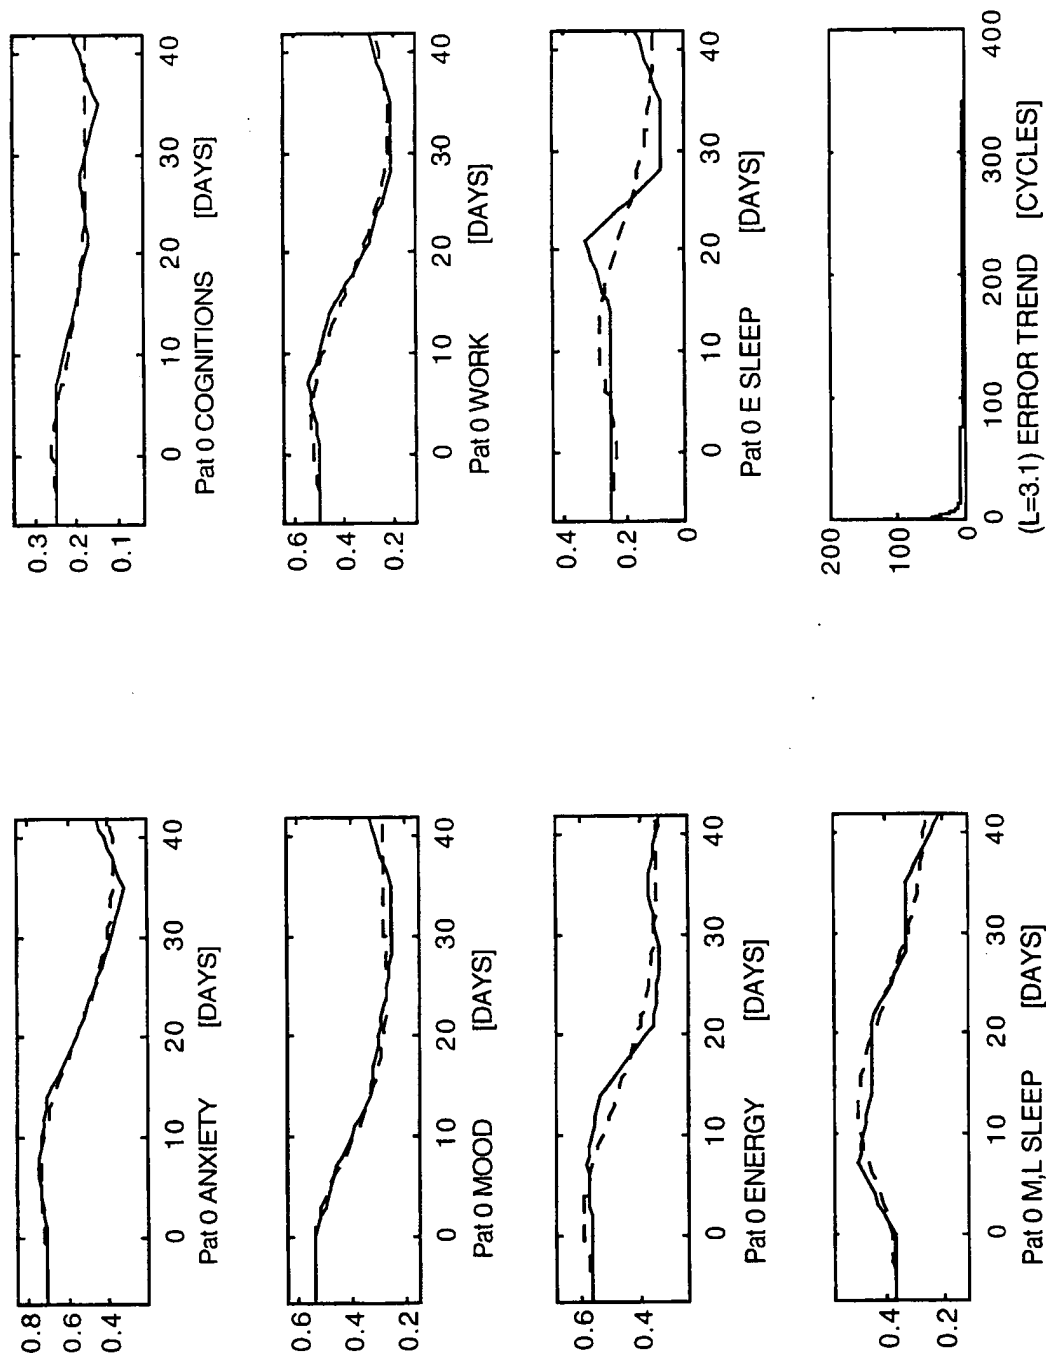 0.8
0.6
0.4
0 10 20 30 40
Pat 0 ANXIETY [DAYS]
0.3
0.2
0.1
0 10 20 30 40
Pat 0 COGNITIONS [DAYS]
0.6
0.4
0.2
0 10 20 30 40
Pat 0 MOOD [DAYS]
0.6
0.4
0.2
0 10 20 30 40
Pat 0 WORK [DAYS]
0.6
0.4
0 10 20 30 40
Pat 0 ENERGY [DAYS]
0.4
0.2
0
0 10 20 30 40
Pat 0 E SLEEP [DAYS]
0.4
0.2
0 10 20 30 40
Pat 0 M,L SLEEP [DAYS]
200
100
0
0 100 200 300 400
(L=3.1) ERROR TREND [CYCLES]